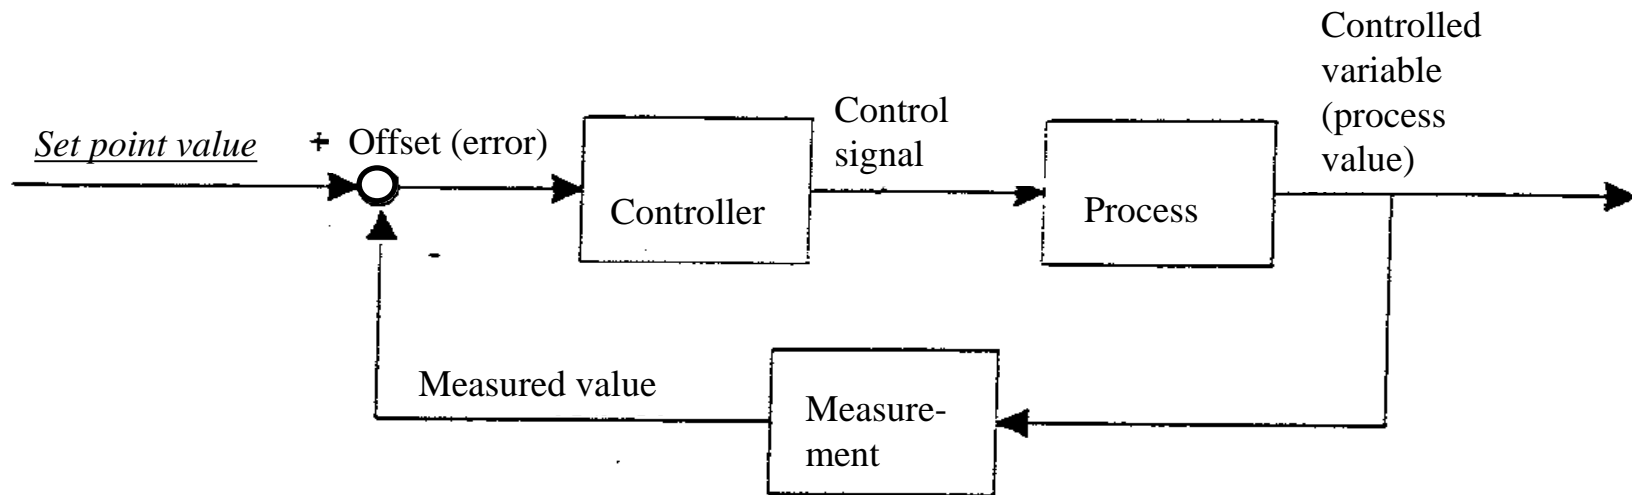 Controlled
variable
(process
value)
Control
signal
Set point value
+ Offset (error)
Controller
Process
-
Measured value
Measure-
ment